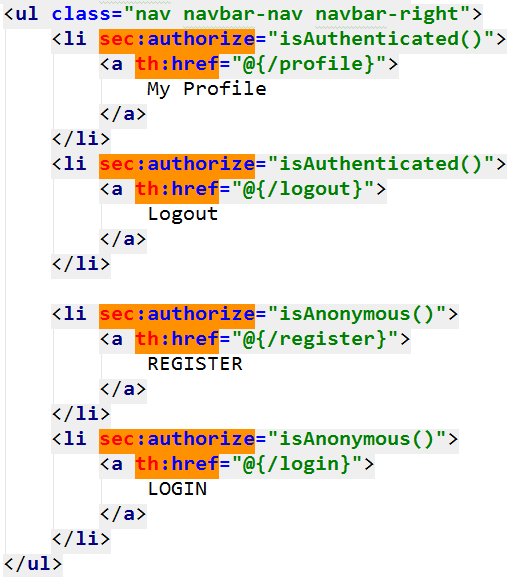 <ul class="nav navbar-nav navbar-right">
<li sec:authorize="isAuthenticated()">
<a th:href="@{/profile}">
My Profile
</a>
</li>
<li sec:authorize="isAuthenticated()">
<a th:href="@{/logout}">
Logout
</a>
</li>
<li sec:authorize="isAnonymous()">
<a th:href="@{/register}">
REGISTER
</a>
</li>
<li sec:authorize="isAnonymous()">
<a th:href="@{/login}">
LOGIN
</a>
</li>
</ul>